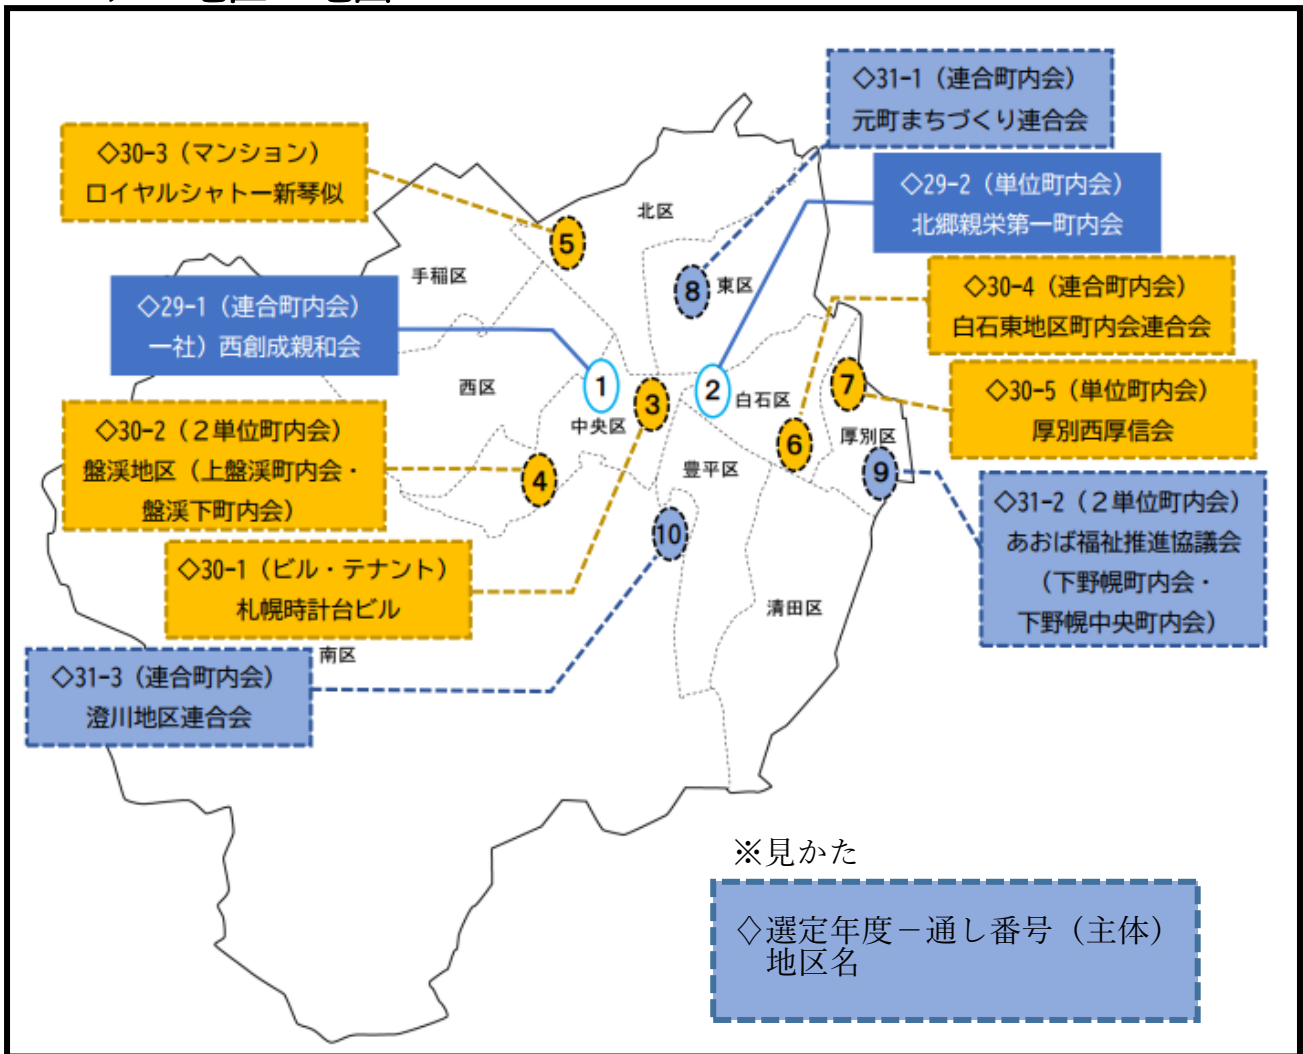 ◇31-1（連合町内会）
元町まちづくり連合会
◇30-3（マンション）
ロイヤルシャトー新琴似
◇29-2（単位町内会）
北郷親栄第一町内会
北区
5
手稲区
8
東区
◇30-4（連合町内会）
白石東地区町内会連合会
◇29-1（連合町内会）
一社）西創成親和会
西区
1
中央区
3
2
白石区
7
◇30-5（単位町内会）
厚別西厚信会
◇30-2（２単位町内会）
盤渓地区（上盤渓町内会・
盤渓下町内会）
4
6
厚別区
9
豊平区
◇31-2（２単位町内会）
あおば福祉推進協議会
（下野幌町内会・
下野幌中央町内会）
10
◇30-1（ビル・テナント）
札幌時計台ビル
清田区
南区
◇31-3（連合町内会）
澄川地区連合会
※見かた
◇選定年度－通し番号（主体）
地区名